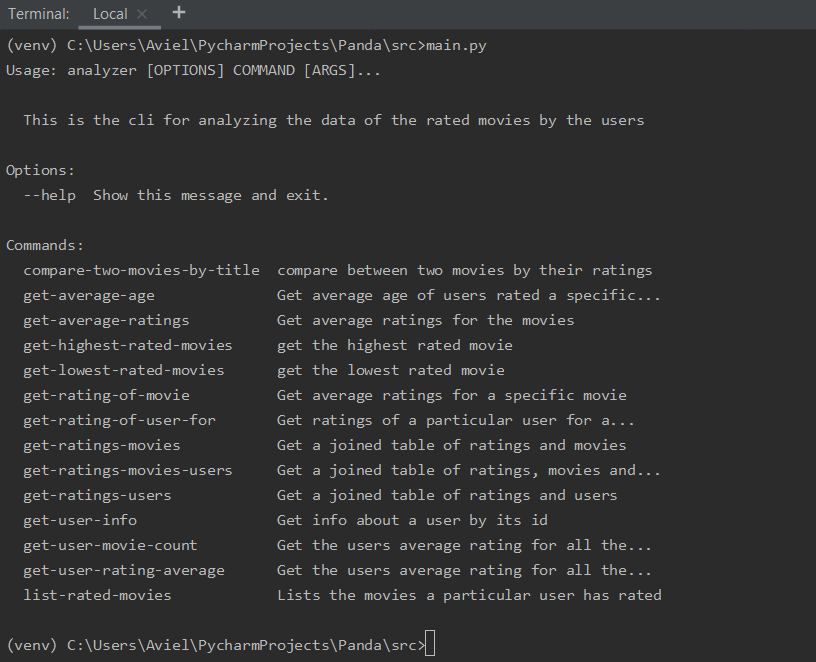 Terminal: Local × +
(venv) C:\Users\Aviel\PycharmProjects\Panda\src>main.py
Usage: analyzer [OPTIONS] COMMAND [ARGS]...
This is the cli for analyzing the data of the rated movies by the users
Options:
--help  Show this message and exit.
Commands:
compare-two-movies-by-title  compare between two movies by their ratings
get-average-age  Get average age of users rated a specific...
get-average-ratings  Get average ratings for the movies
get-highest-rated-movies  get the highest rated movie
get-lowest-rated-movies  get the lowest rated movie
get-rating-of-movie  Get average ratings for a specific movie
get-rating-of-user-for  Get ratings of a particular user for a...
get-ratings-movies  Get a joined table of ratings and movies
get-ratings-movies-users  Get a joined table of ratings, movies and...
get-ratings-users  Get a joined table of ratings and users
get-user-info  Get info about a user by its id
get-user-movie-count  Get the users average rating for all the...
get-user-rating-average  Get the users average rating for all the...
list-rated-movies  Lists the movies a particular user has rated
(venv) C:\Users\Aviel\PycharmProjects\Panda\src>